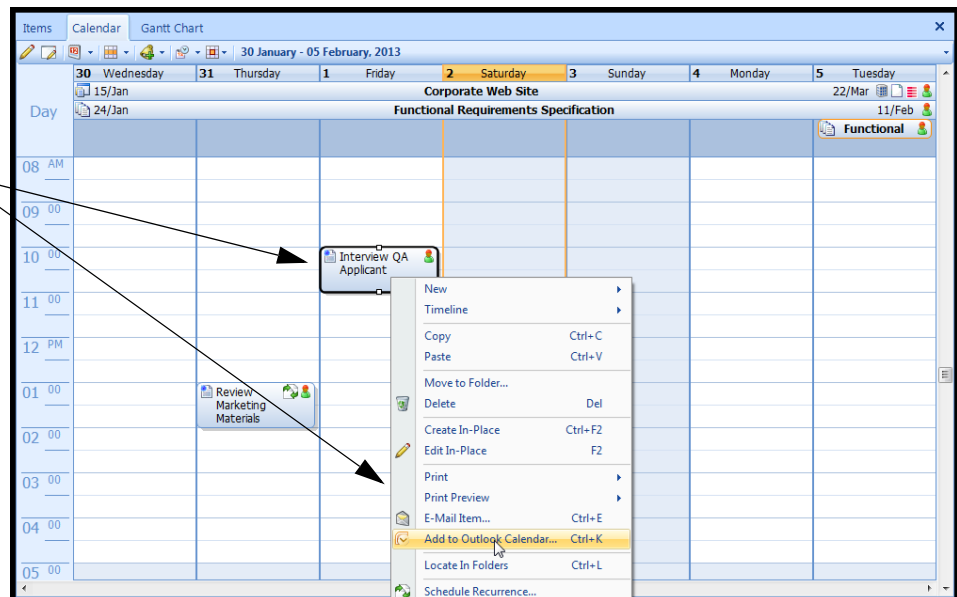 Items Calendar Gantt Chart
30 January - 05 February, 2013
30 Wednesday 31 Thursday 1 Friday 2 Saturday 3 Sunday 4 Monday 5 Tuesday
15/Jan Corporate Web Site 22/Mar
Day
24/Jan Functional Requirements Specification 11/Feb
Functional
08 AM
09 00
10 00
Interview QA
Applicant
11 00
12 PM
01 00
Review
Marketing
Materials
02 00
03 00
04 00
05 00
New
Timeline
Copy Ctrl+C
Paste Ctrl+V
Move to Folder...
Delete Del
Create In-Place Ctrl+F2
Edit In-Place F2
Print
Print Preview
E-Mail Item... Ctrl+E
Add to Outlook Calendar... Ctrl+K
Locate In Folders Ctrl+L
Schedule Recurrence...